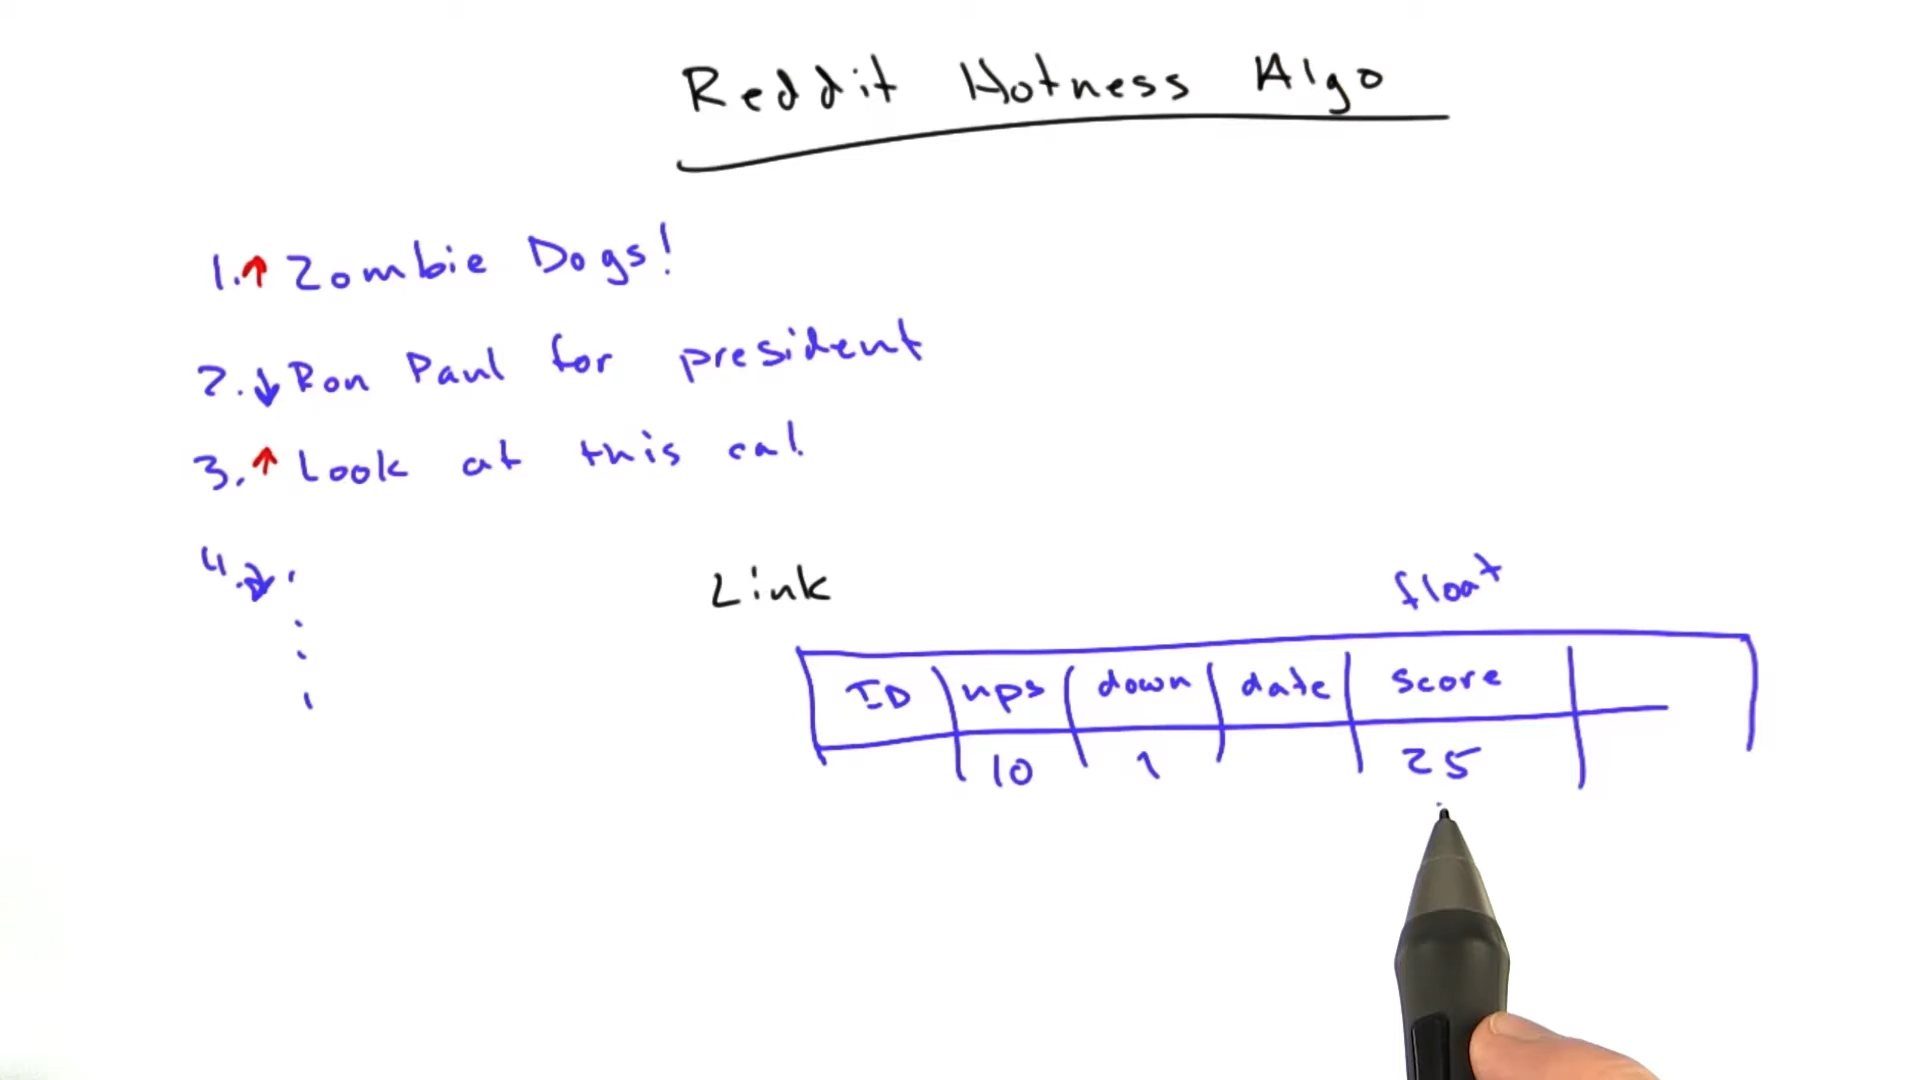 Reddit Hotness Algo
1. ↑ Zombie Dogs!
2. ↓ Ron Paul for president
3. ↑ Look at this cat
4. ↓
Link
float
ID ups down date score
10 1 25